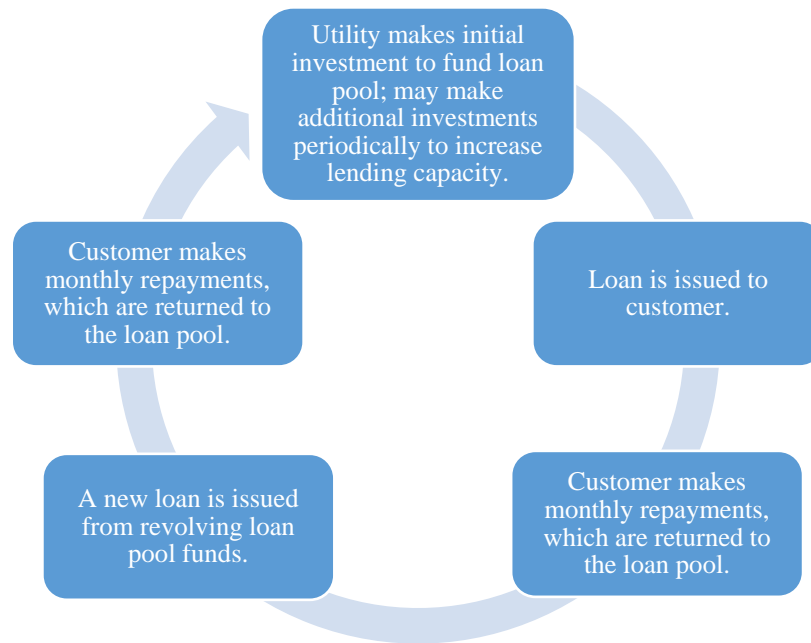 Utility makes initial
investment to fund loan
pool; may make
additional investments
periodically to increase
lending capacity.
Loan is issued to
customer.
Customer makes
monthly repayments,
which are returned to
the loan pool.
A new loan is issued
from revolving loan
pool funds.
Customer makes
monthly repayments,
which are returned to
the loan pool.